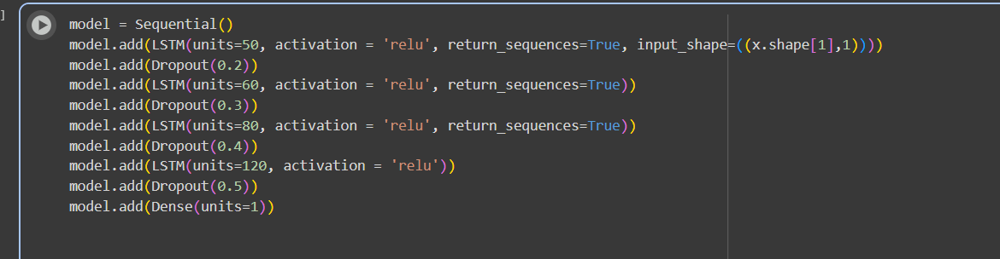 ]
model = Sequential()
model.add(LSTM(units=50, activation = 'relu', return_sequences=True, input_shape=((x.shape[1],1))))
model.add(Dropout(0.2))
model.add(LSTM(units=60, activation = 'relu', return_sequences=True))
model.add(Dropout(0.3))
model.add(LSTM(units=80, activation = 'relu', return_sequences=True))
model.add(Dropout(0.4))
model.add(LSTM(units=120, activation = 'relu'))
model.add(Dropout(0.5))
model.add(Dense(units=1))